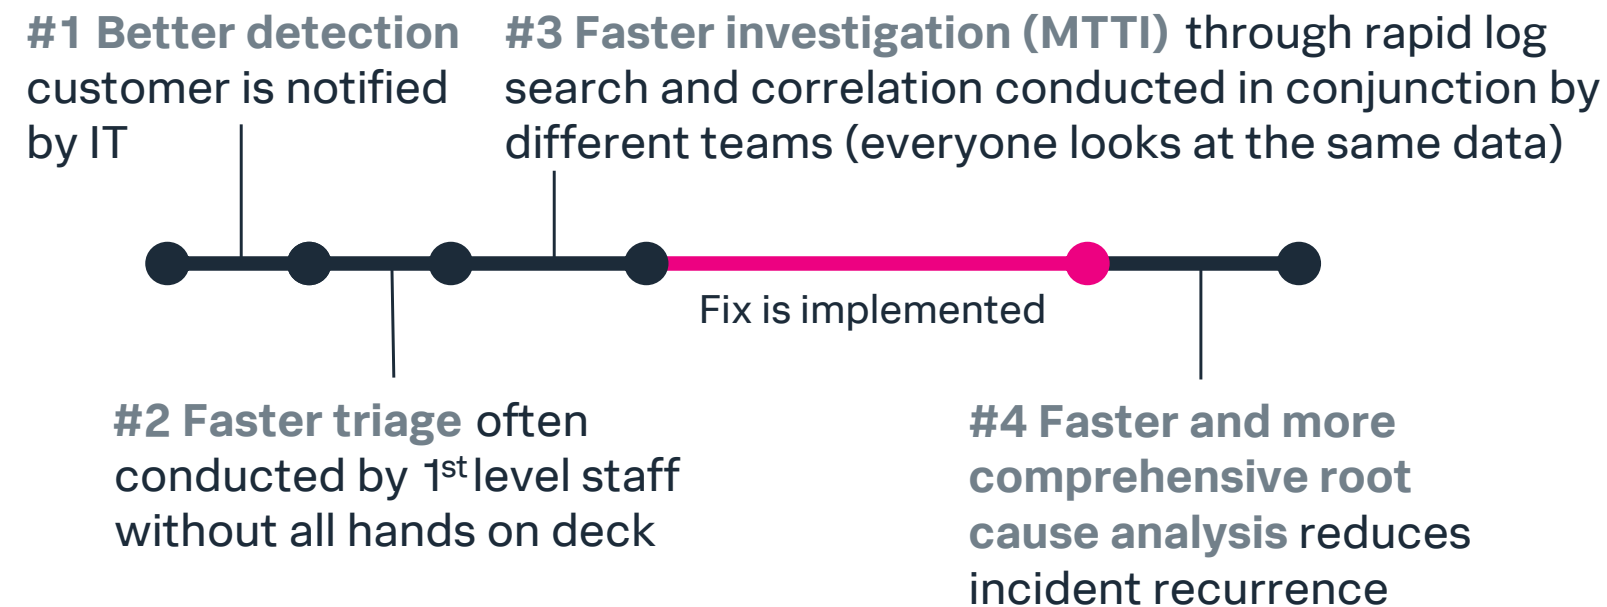 #1 Better detection
customer is notified
by IT
#3 Faster investigation (MTTI) through rapid log
search and correlation conducted in conjunction by
different teams (everyone looks at the same data)
Fix is implemented
#2 Faster triage often
conducted by 1st level staff
without all hands on deck
#4 Faster and more
comprehensive root
cause analysis reduces
incident recurrence